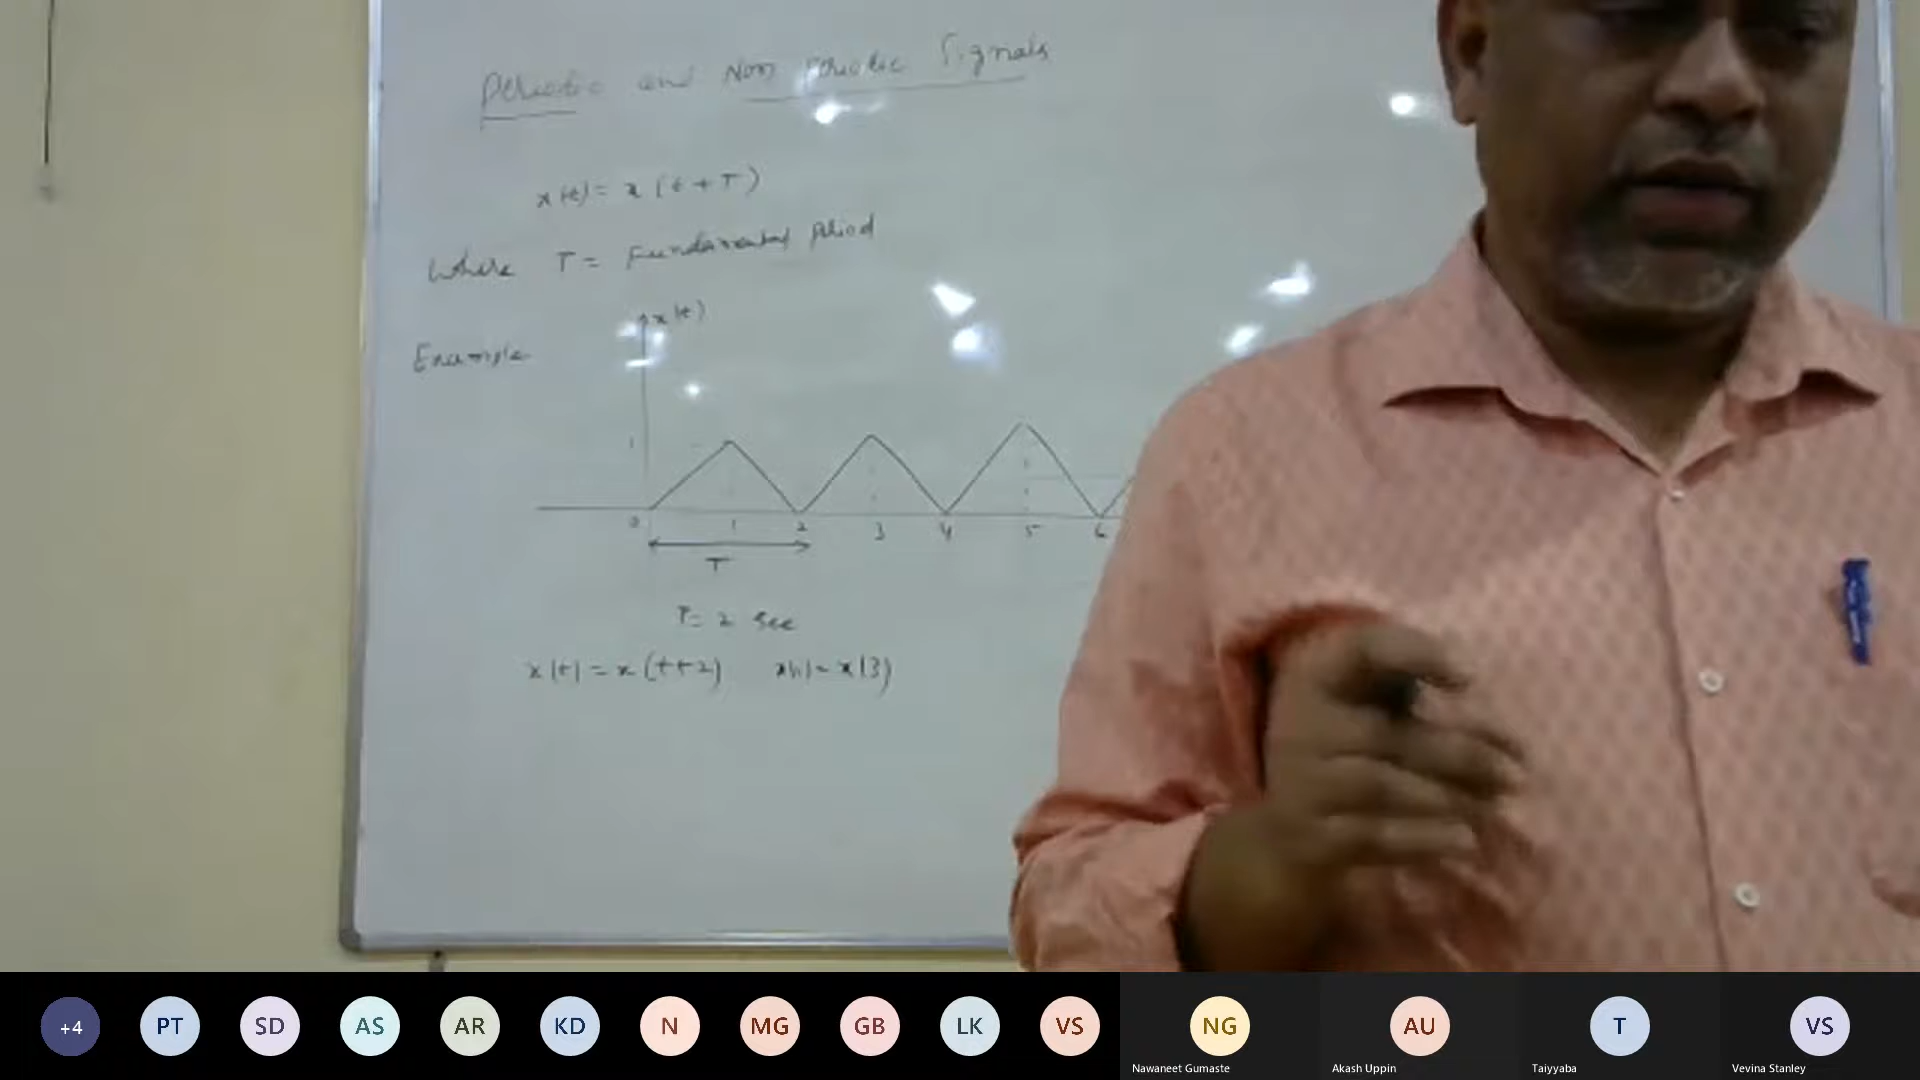 Periodic and Non Periodic Signals
x(t) = x(t+T)
Where T = Fundamental period
x(t)
Example
1
0 1 2 3 4 5 6
T
T = 2 sec
x(t) = x(t+2) x(1) = x(3)
+4 PT SD AS AR KD N MG GB LK VS NG AU T VS
Nawaneet Gumaste Akash Uppin Taiyyaba Vevina Stanley